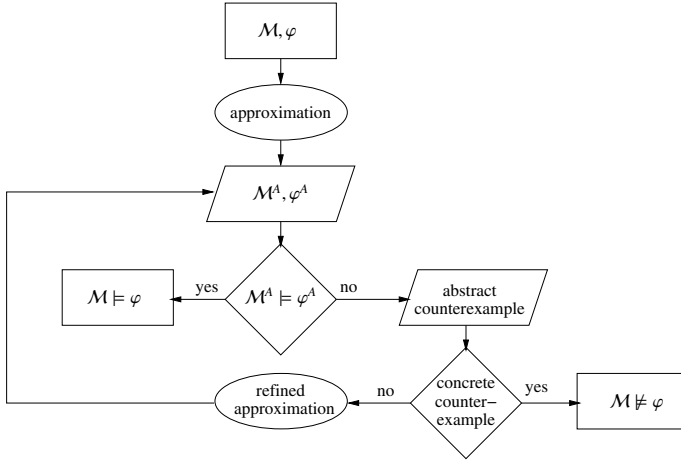 M, φ
approximation
M^A, φ^A
M ⊨ φ
yes
M^A ⊨ φ^A
no
abstract
counterexample
refined
approximation
no
concrete
counter–
example
yes
M ⊭ φ